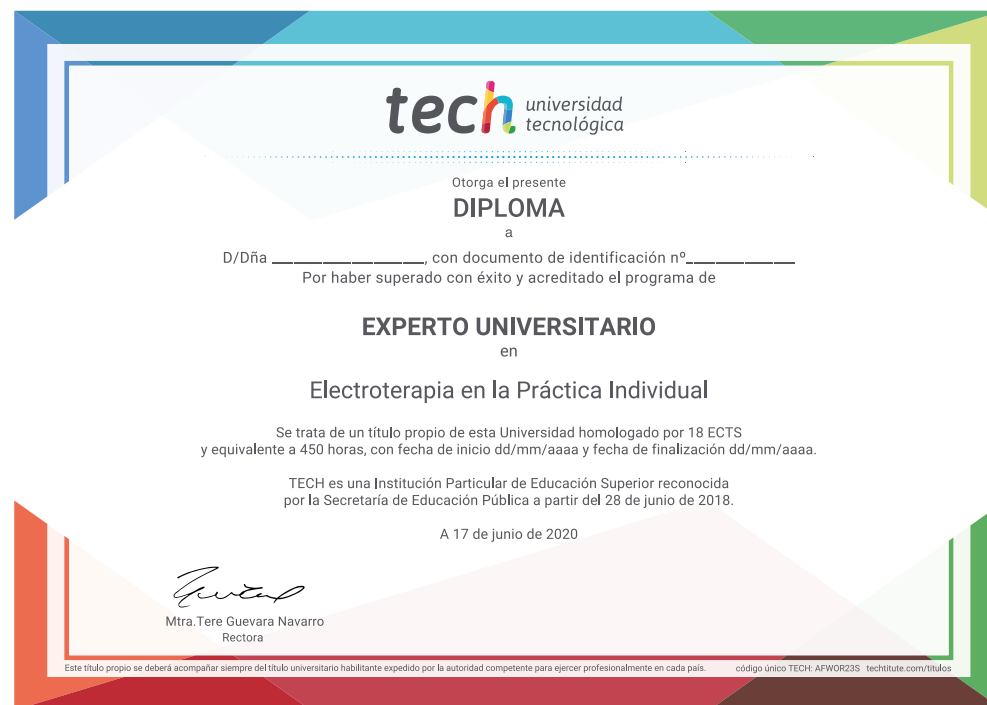 tech universidad
tecnológica
Otorga el presente
DIPLOMA
a
D/Dña ____________________, con documento de identificación nº______________
Por haber superado con éxito y acreditado el programa de
EXPERTO UNIVERSITARIO
en
Electroterapia en la Práctica Individual
Se trata de un título propio de esta Universidad homologado por 18 ECTS
y equivalente a 450 horas, con fecha de inicio dd/mm/aaaa y fecha de finalización dd/mm/aaaa.
TECH es una Institución Particular de Educación Superior reconocida
por la Secretaría de Educación Pública a partir del 28 de junio de 2018.
A 17 de junio de 2020
Mtra.Tere Guevara Navarro
Rectora
Este título propio se deberá acompañar siempre del título universitario habilitante expedido por la autoridad competente para ejercer profesionalmente en cada país. código único TECH: AFWOR23S techtitute.com/titulos